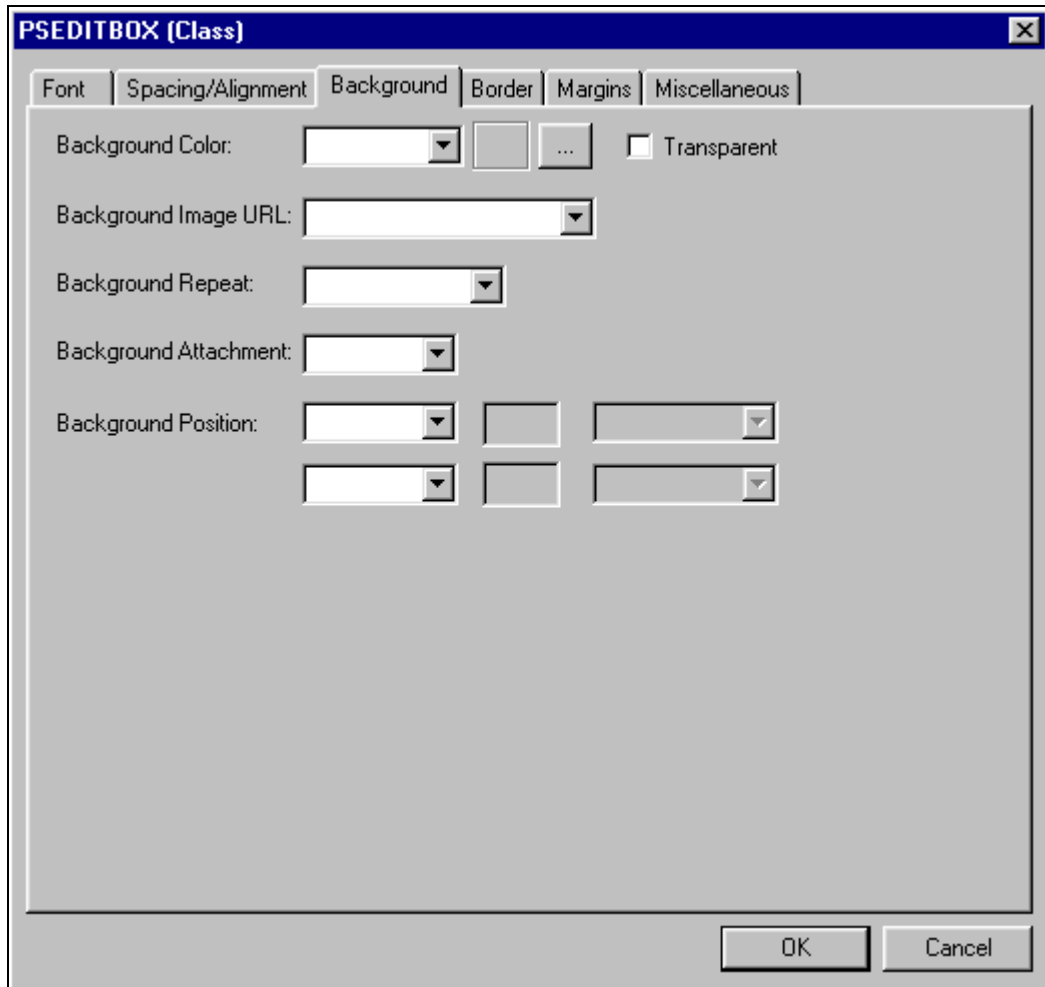 PSEDITBOX (Class)
Font Spacing/Alignment Background Border Margins Miscellaneous
Background Color: ... Transparent
Background Image URL:
Background Repeat:
Background Attachment:
Background Position:
OK Cancel